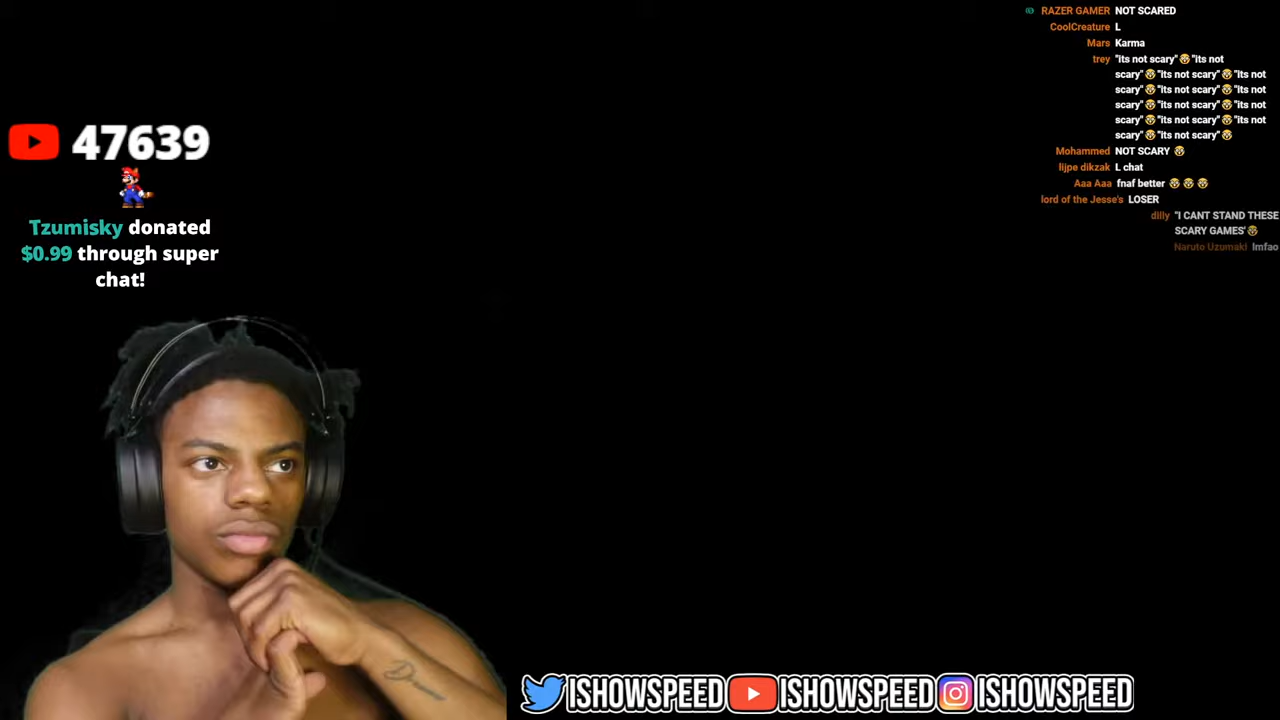 47639
Tzumisky donated
$0.99 through super
chat!
RAZER GAMER NOT SCARED
CoolCreature L
Mars Karma
trey "its not scary"🤯"its not
scary"🤯"its not scary"🤯"its not
scary"🤯"its not scary"🤯"its not
scary"🤯"its not scary"🤯"its not
scary"🤯"its not scary"🤯"its not
scary"🤯"its not scary"🤯
Mohammed NOT SCARY 🤯
lijpe dikzak L chat
Aaa Aaa fnaf better 🤯 🤯 🤯
lord of the Jesse's LOSER
dilly "I CANT STAND THESE
SCARY GAMES'🤯
Naruto Uzumaki lmfao
Dream
ISHOWSPEED ISHOWSPEED ISHOWSPEED